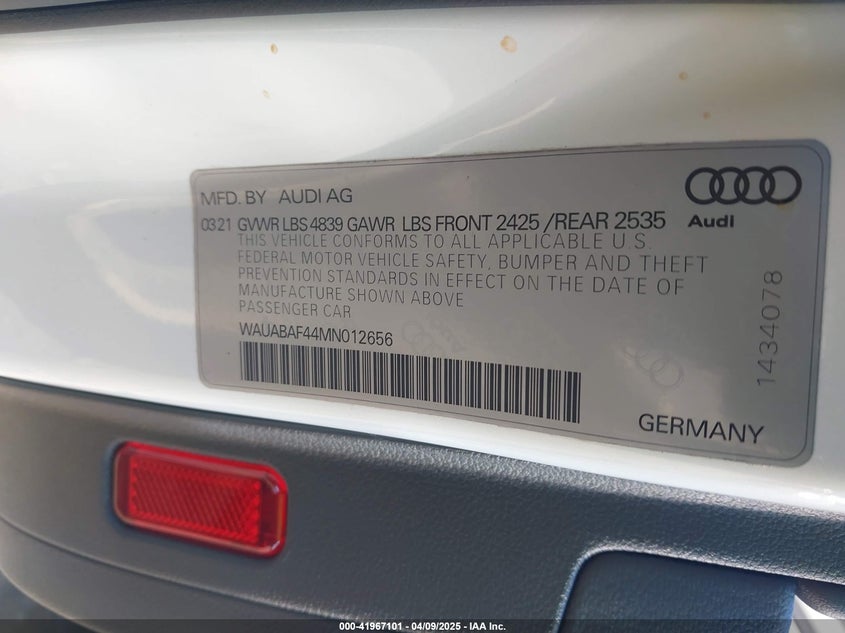 MFD. BY AUDI AG
Audi
03.21 GVWR LBS 4839 GAWR LBS FRONT 2425 /REAR 2535
THIS VEHICLE CONFORMS TO ALL APPLICABLE U.S.
FEDERAL MOTOR VEHICLE SAFETY, BUMPER AND THEFT
PREVENTION STANDARDS IN EFFECT ON THE DATE OF
MANUFACTURE SHOWN ABOVE
PASSENGER CAR
WAUABAF44MN012656
1434078
GERMANY
000-41967101 - 04/09/2025 - IAA Inc.